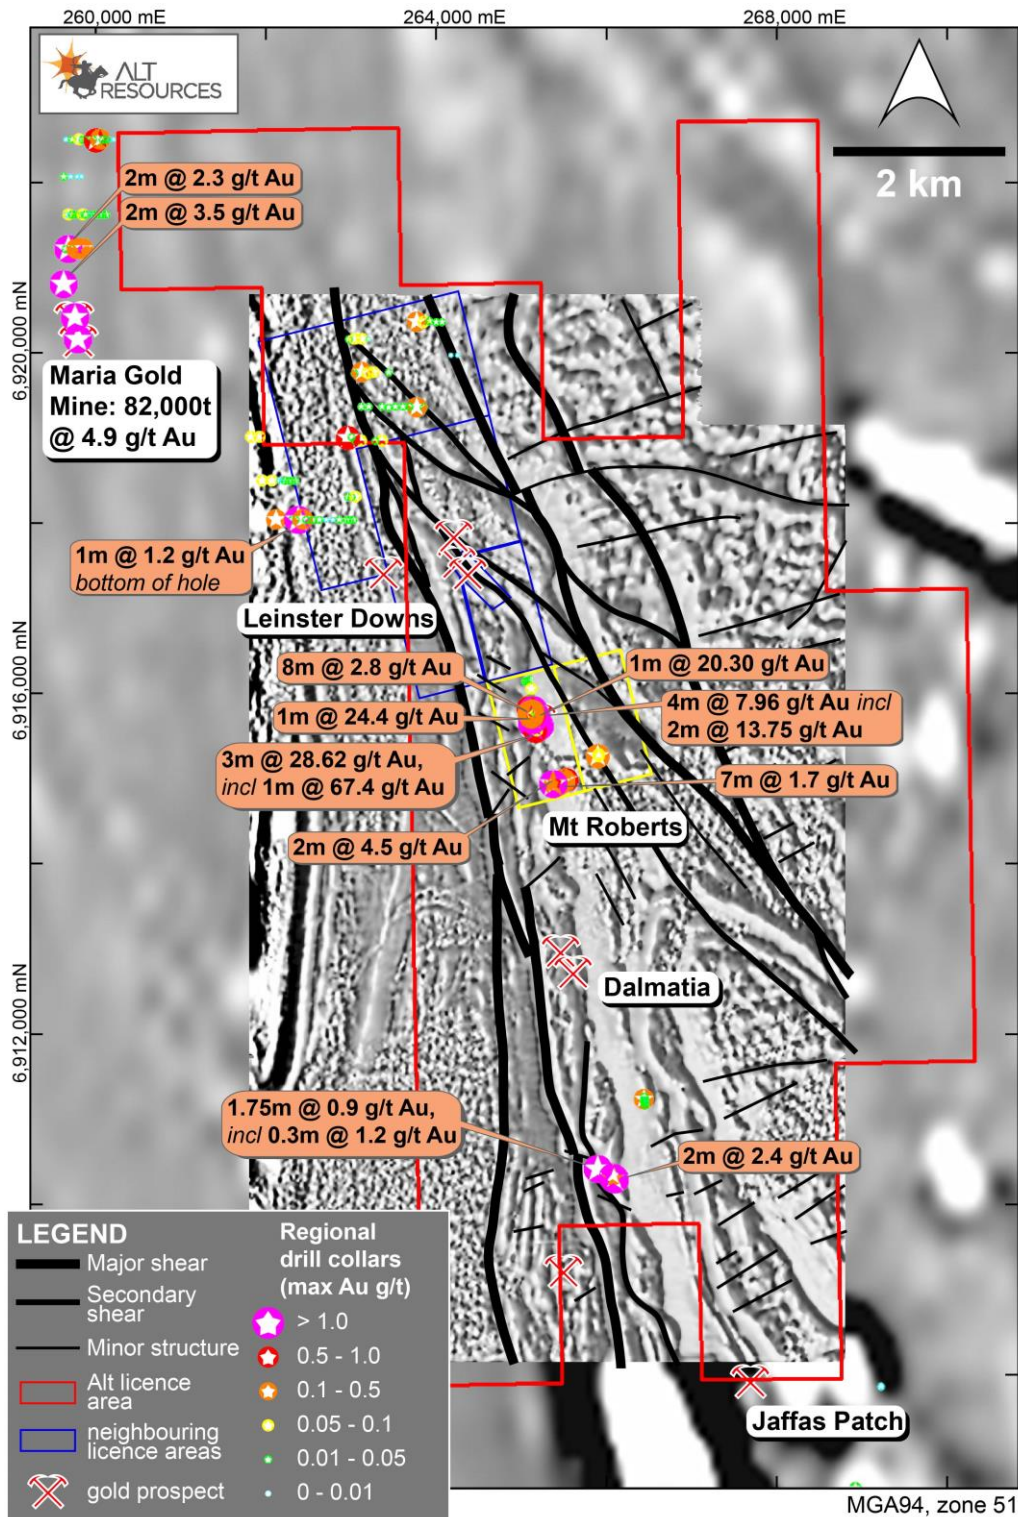 260,000 mE
264,000 mE
268,000 mE
ALT
RESOURCES
2 km
2m @ 2.3 g/t Au
2m @ 3.5 g/t Au
6,920,000 mN
Maria Gold
Mine: 82,000t
@ 4.9 g/t Au
1m @ 1.2 g/t Au
bottom of hole
Leinster Downs
8m @ 2.8 g/t Au
1m @ 20.30 g/t Au
6,916,000 mN
1m @ 24.4 g/t Au
4m @ 7.96 g/t Au incl
2m @ 13.75 g/t Au
3m @ 28.62 g/t Au,
incl 1m @ 67.4 g/t Au
7m @ 1.7 g/t Au
Mt Roberts
2m @ 4.5 g/t Au
Dalmatia
6,912,000 mN
1.75m @ 0.9 g/t Au,
incl 0.3m @ 1.2 g/t Au
2m @ 2.4 g/t Au
LEGEND
Major shear
Secondary
shear
Minor structure
Alt licence
area
neighbouring
licence areas
gold prospect
Regional
drill collars
(max Au g/t)
> 1.0
0.5 - 1.0
0.1 - 0.5
0.05 - 0.1
0.01 - 0.05
0 - 0.01
Jaffas Patch
MGA94, zone 51